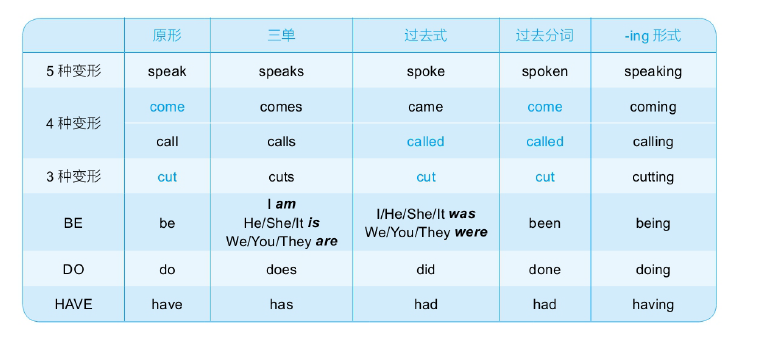 原形 三单 过去式 过去分词 -ing 形式
5 种变形 speak speaks spoke spoken speaking
4 种变形
come comes came come coming
call calls called called calling
3 种变形 cut cuts cut cut cutting
BE be
I am
He/She/It is
We/You/They are
I/He/She/It was
We/You/They were
been being
DO do does did done doing
HAVE have has had had having